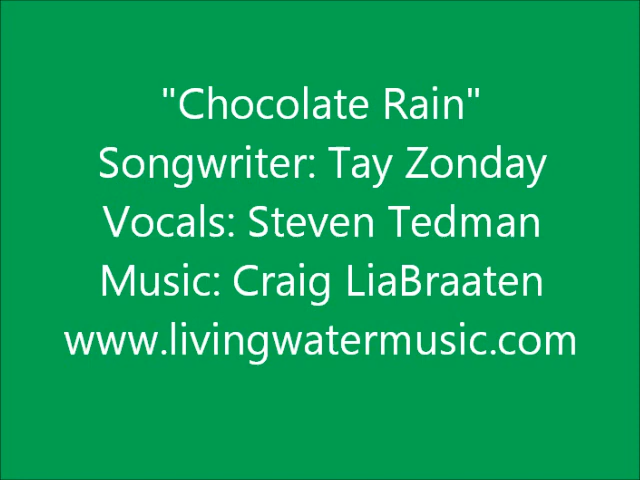 "Chocolate Rain"
Songwriter: Tay Zonday
Vocals: Steven Tedman
Music: Craig LiaBraaten
www.livingwatermusic.com